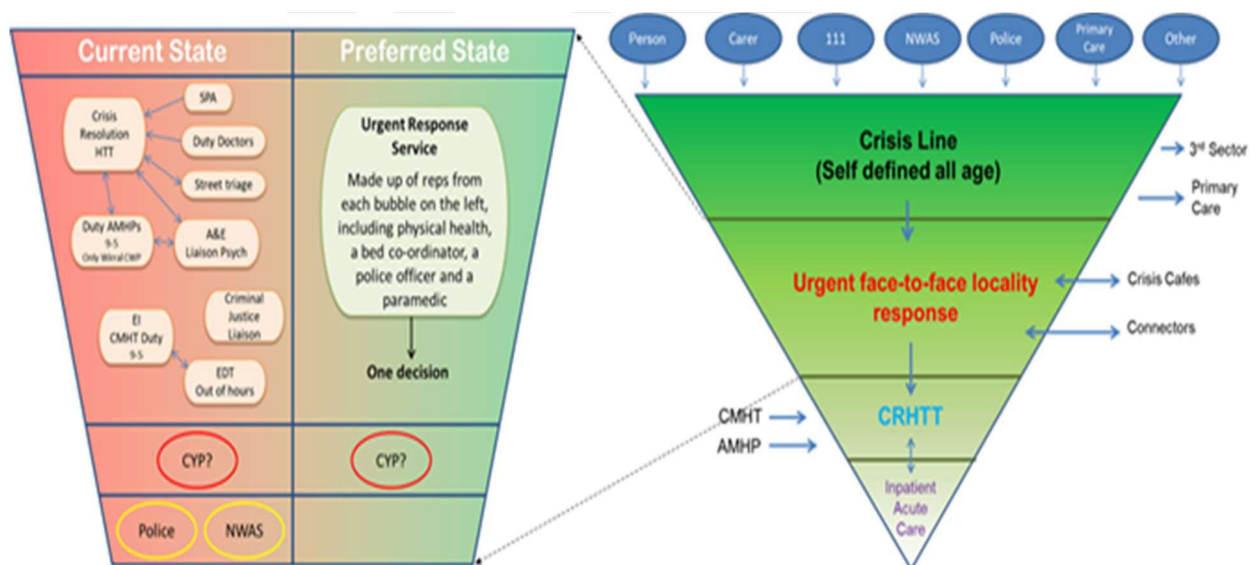 Current State
Preferred State
SPA
Crisis
Resolution
HTT
Duty Doctors
Street triage
Duty AMHPs
9-5
Only Wirral CWP
A&E
Liaison Psych
Criminal
Justice
Liaison
EI
CMHT Duty
9-5
EDT
Out of hours
Urgent Response
Service
Made up of reps from
each bubble on the left,
including physical health,
a bed co-ordinator, a
police officer and a
paramedic
One decision
CYP?
CYP?
Police
NWAS
Person
Carer
111
NWAS
Police
Primary
Care
Other
Crisis Line
(Self defined all age)
3rd Sector
Primary
Care
Urgent face-to-face locality
response
Crisis Cafes
Connectors
CMHT
AMHP
CRHTT
Inpatient
Acute
Care